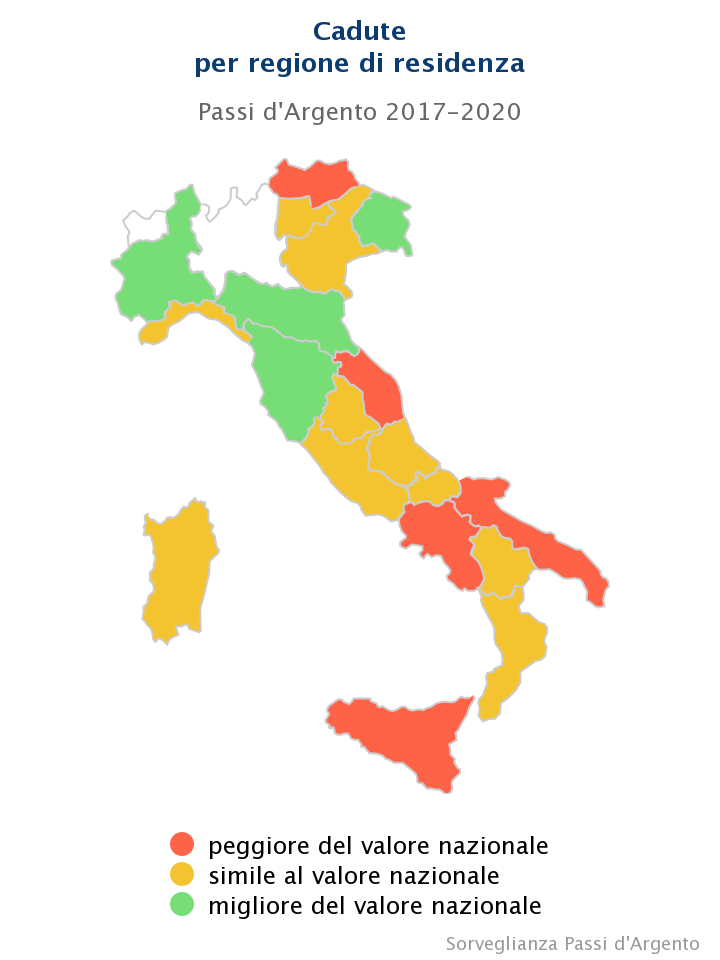 Cadute
per regione di residenza
Passi d'Argento 2017-2020
peggiore del valore nazionale
simile al valore nazionale
migliore del valore nazionale
Sorveglianza Passi d'Argento